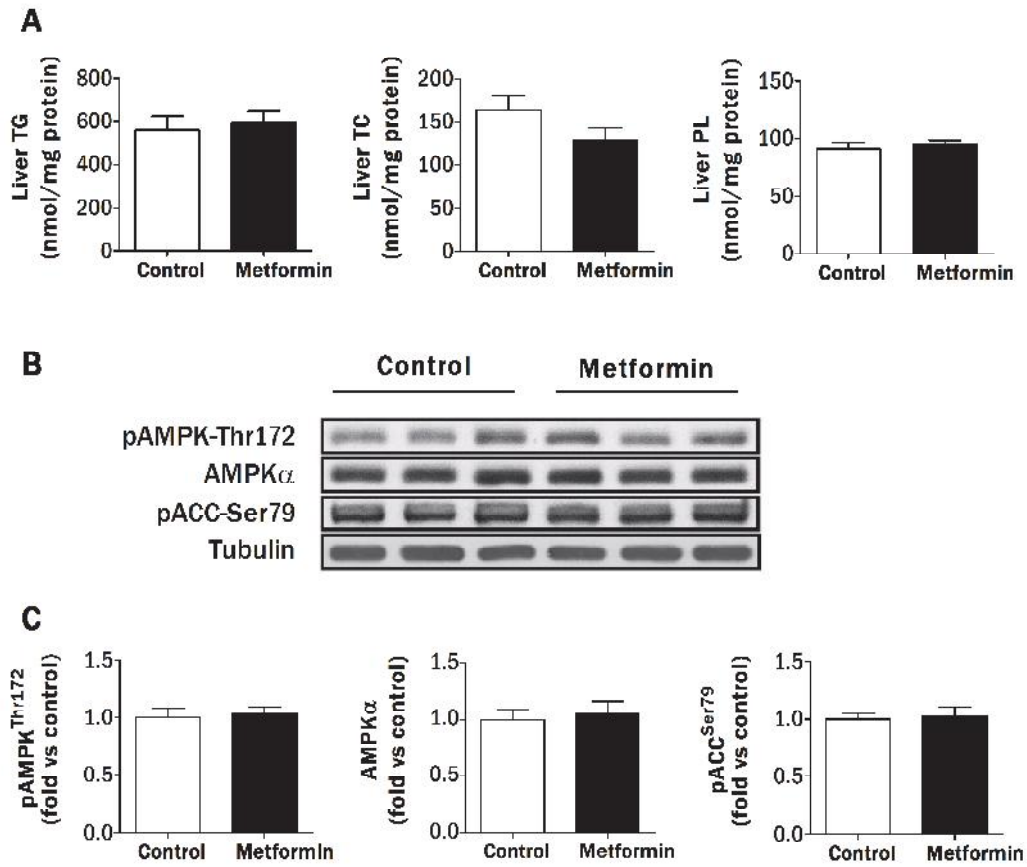 A
Liver TG
(nmol/mg protein)
800
600
400
200
0
Control Metformin
Liver TC
(nmol/mg protein)
200
150
100
50
0
Control Metformin
Liver PL
(nmol/mg protein)
150
100
50
0
Control Metformin
B
Control Metformin
pAMPK-Thr172
AMPKα
pACC-Ser79
Tubulin
C
pAMPKThr172
(fold vs control)
1.5
1.0
0.5
0.0
Control Metformin
AMPKα
(fold vs control)
1.5
1.0
0.5
0.0
Control Metformin
pACCSer79
(fold vs control)
1.5
1.0
0.5
0.0
Control Metformin